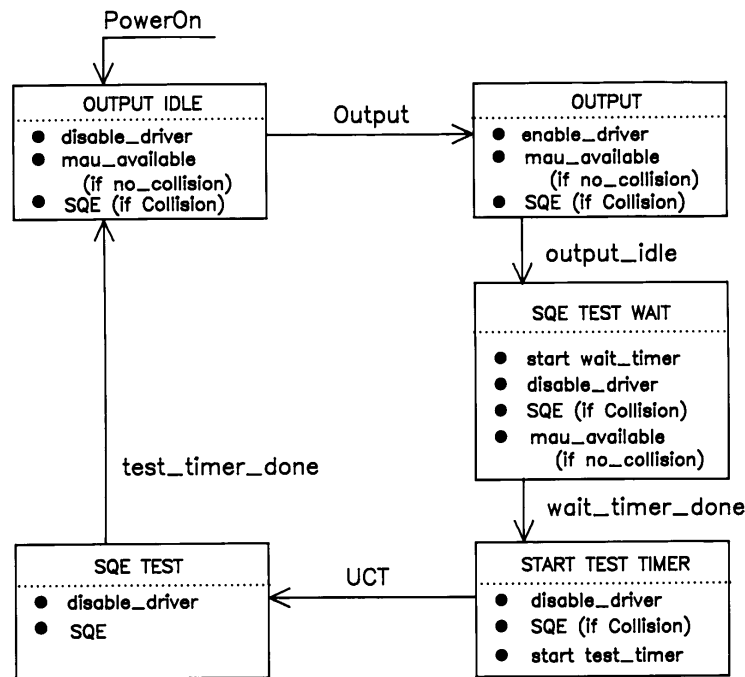 PowerOn
OUTPUT IDLE
● disable_driver
● mau_available
(if no_collision)
● SQE (if Collision)
Output
OUTPUT
● enable_driver
● mau_available
(if no_collision)
● SQE (if Collision)
output_idle
SQE TEST WAIT
● start wait_timer
● disable_driver
● SQE (if Collision)
● mau_available
(if no_collision)
wait_timer_done
START TEST TIMER
● disable_driver
● SQE (if Collision)
● start test_timer
UCT
SQE TEST
● disable_driver
● SQE
test_timer_done